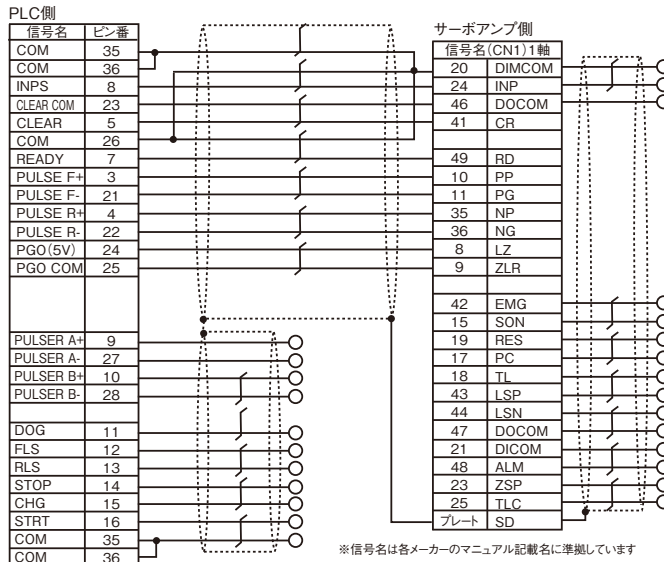 PLC側
信号名 ピン番
COM 35
COM 36
INPS 8
CLEAR COM 23
CLEAR 5
COM 26
READY 7
PULSE F+ 3
PULSE F- 21
PULSE R+ 4
PULSE R- 22
PGO(5V) 24
PGO COM 25
PULSER A+ 9
PULSER A- 27
PULSER B+ 10
PULSER B- 28
DOG 11
FLS 12
RLS 13
STOP 14
CHG 15
STRT 16
COM 35
COM 36
サーボアンプ側
信号名(CN1)1軸
20 DIMCOM
24 INP
46 DOCOM
41 CR
49 RD
10 PP
11 PG
35 NP
36 NG
8 LZ
9 ZLR
42 EMG
15 SON
19 RES
17 PC
18 TL
43 LSP
44 LSN
47 DOCOM
21 DICOM
48 ALM
23 ZSP
25 TLC
プレート SD
※信号名は各メーカーのマニュアル記載名に準拠しています